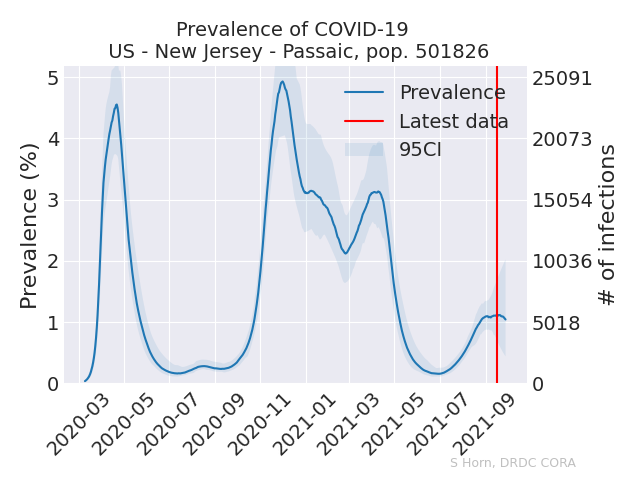 Prevalence of COVID-19
US - New Jersey - Passaic, pop. 501826
Prevalence
Latest data
95CI
Prevalence (%)
5
4
3
2
1
0
25091
20073
15054
10036
5018
0
# of infections
2020-03
2020-05
2020-07
2020-09
2020-11
2021-01
2021-03
2021-05
2021-07
2021-09
S Horn, DRDC CORA